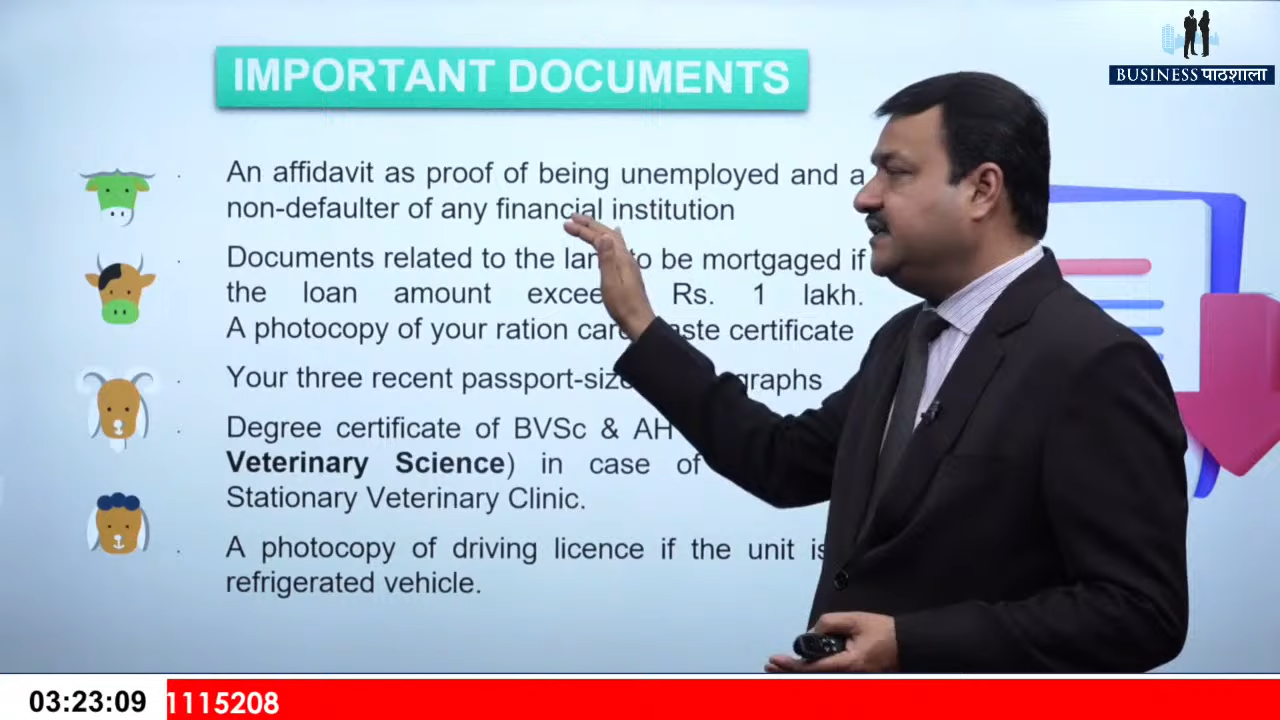 IMPORTANT DOCUMENTS
BUSINESS पाठशाला
An affidavit as proof of being unemployed and a
non-defaulter of any financial institution
Documents related to the to be mortgaged if
the loan amount Rs. 1 lakh.
A photocopy of your ration certificate
Your three recent
Degree certificate of BVSc & AH
Veterinary Science) in case of
Stationary Veterinary Clinic.
A photocopy of driving licence if the unit
refrigerated vehicle.
03:23:09 1115208